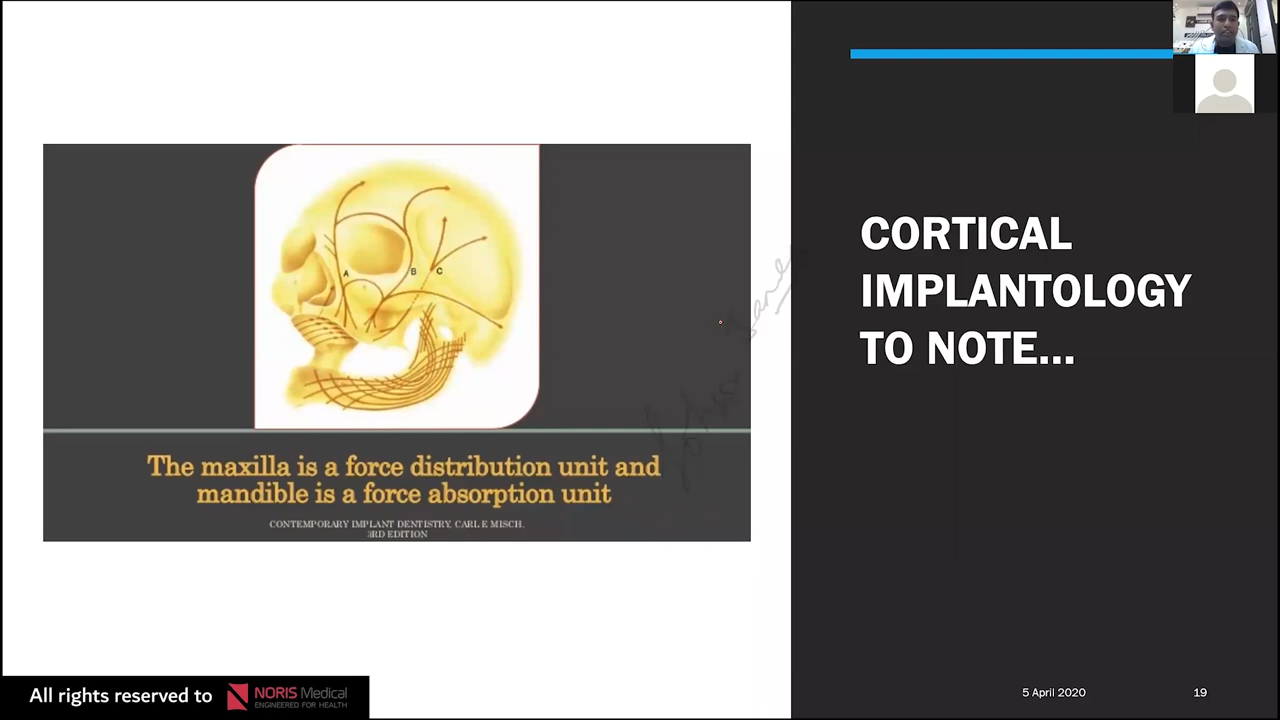 CORTICAL
IMPLANTOLOGY
TO NOTE...
A
B
C
The maxilla is a force distribution unit and
mandible is a force absorption unit
CONTEMPORARY IMPLANT DENTISTRY, CARL E MISCH.
3RD EDITION
All rights reserved to
NORIS Medical
ENGINEERED FOR HEALTH
5 April 2020
19